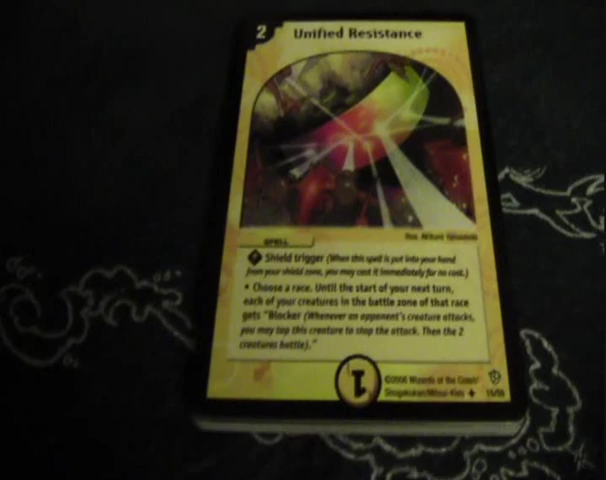 2 Unified Resistance
SPELL
Shield trigger (When this spell is put into your hand
from your shield zone, you may cast it immediately for no cost.)
• Choose a race. Until the start of your next turn,
each of your creatures in the battle zone of that race
gets "Blocker (Whenever an opponent's creature attacks,
you may tap this creature to stop the attack. Then the 2
creatures battle)."
1
©2006 Wizards of the Coast/
Shogakukan/Mitsui-Kids